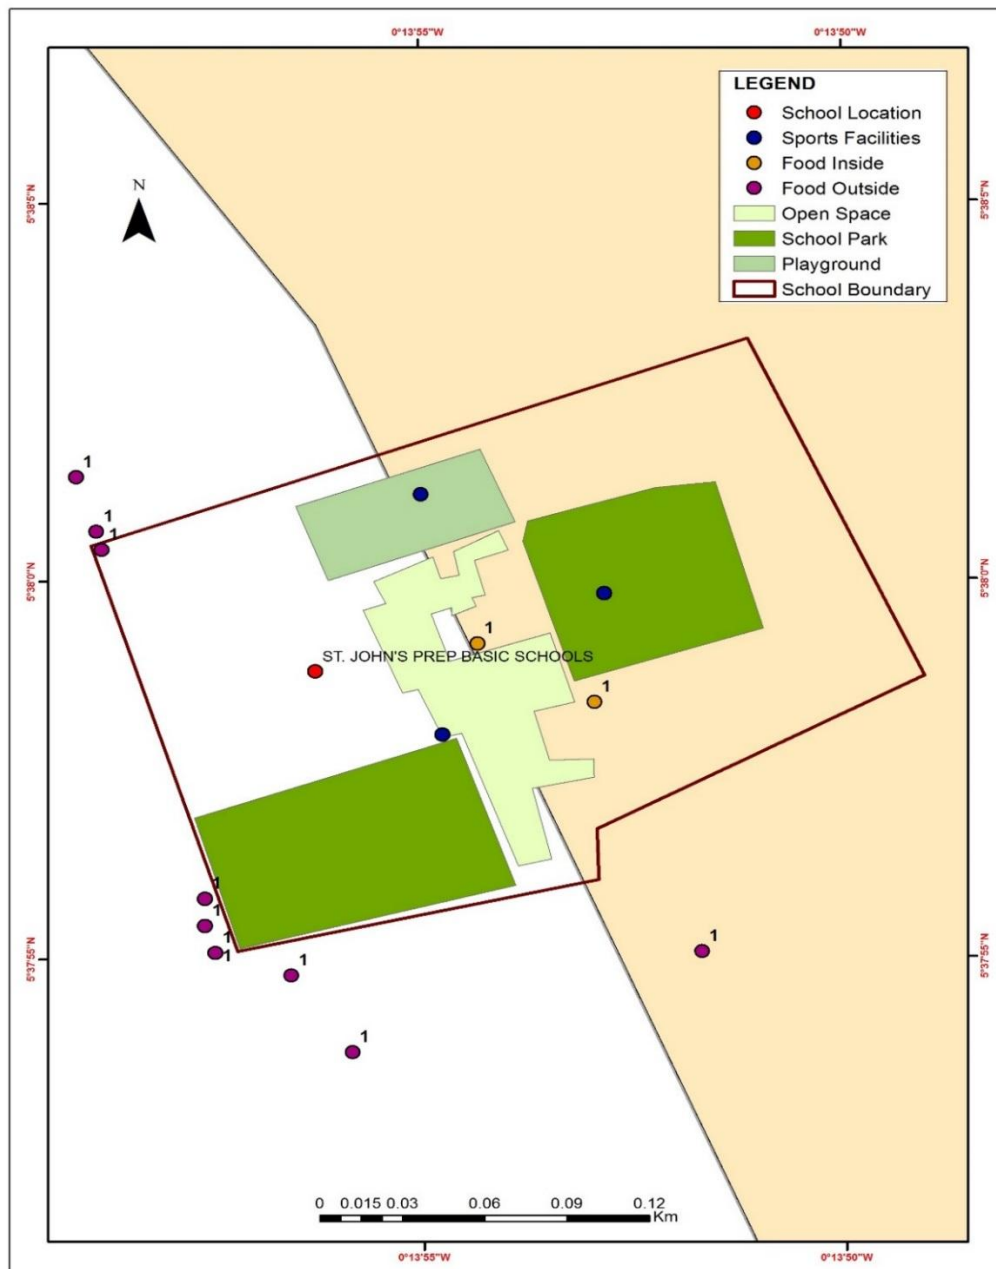 0°13'55"W 0°13'50"W
LEGEND
School Location
Sports Facilities
Food Inside
Food Outside
Open Space
School Park
Playground
School Boundary
N
5°38'5"N 5°38'5"N
1
1
1
5°38'0"N 5°38'0"N
1
ST. JOHN'S PREP BASIC SCHOOLS
1
1
1
1
1
1
1
5°37'55"N 5°37'55"N
1
0 0.015 0.03 0.06 0.09 0.12
Km
0°13'55"W 0°13'50"W